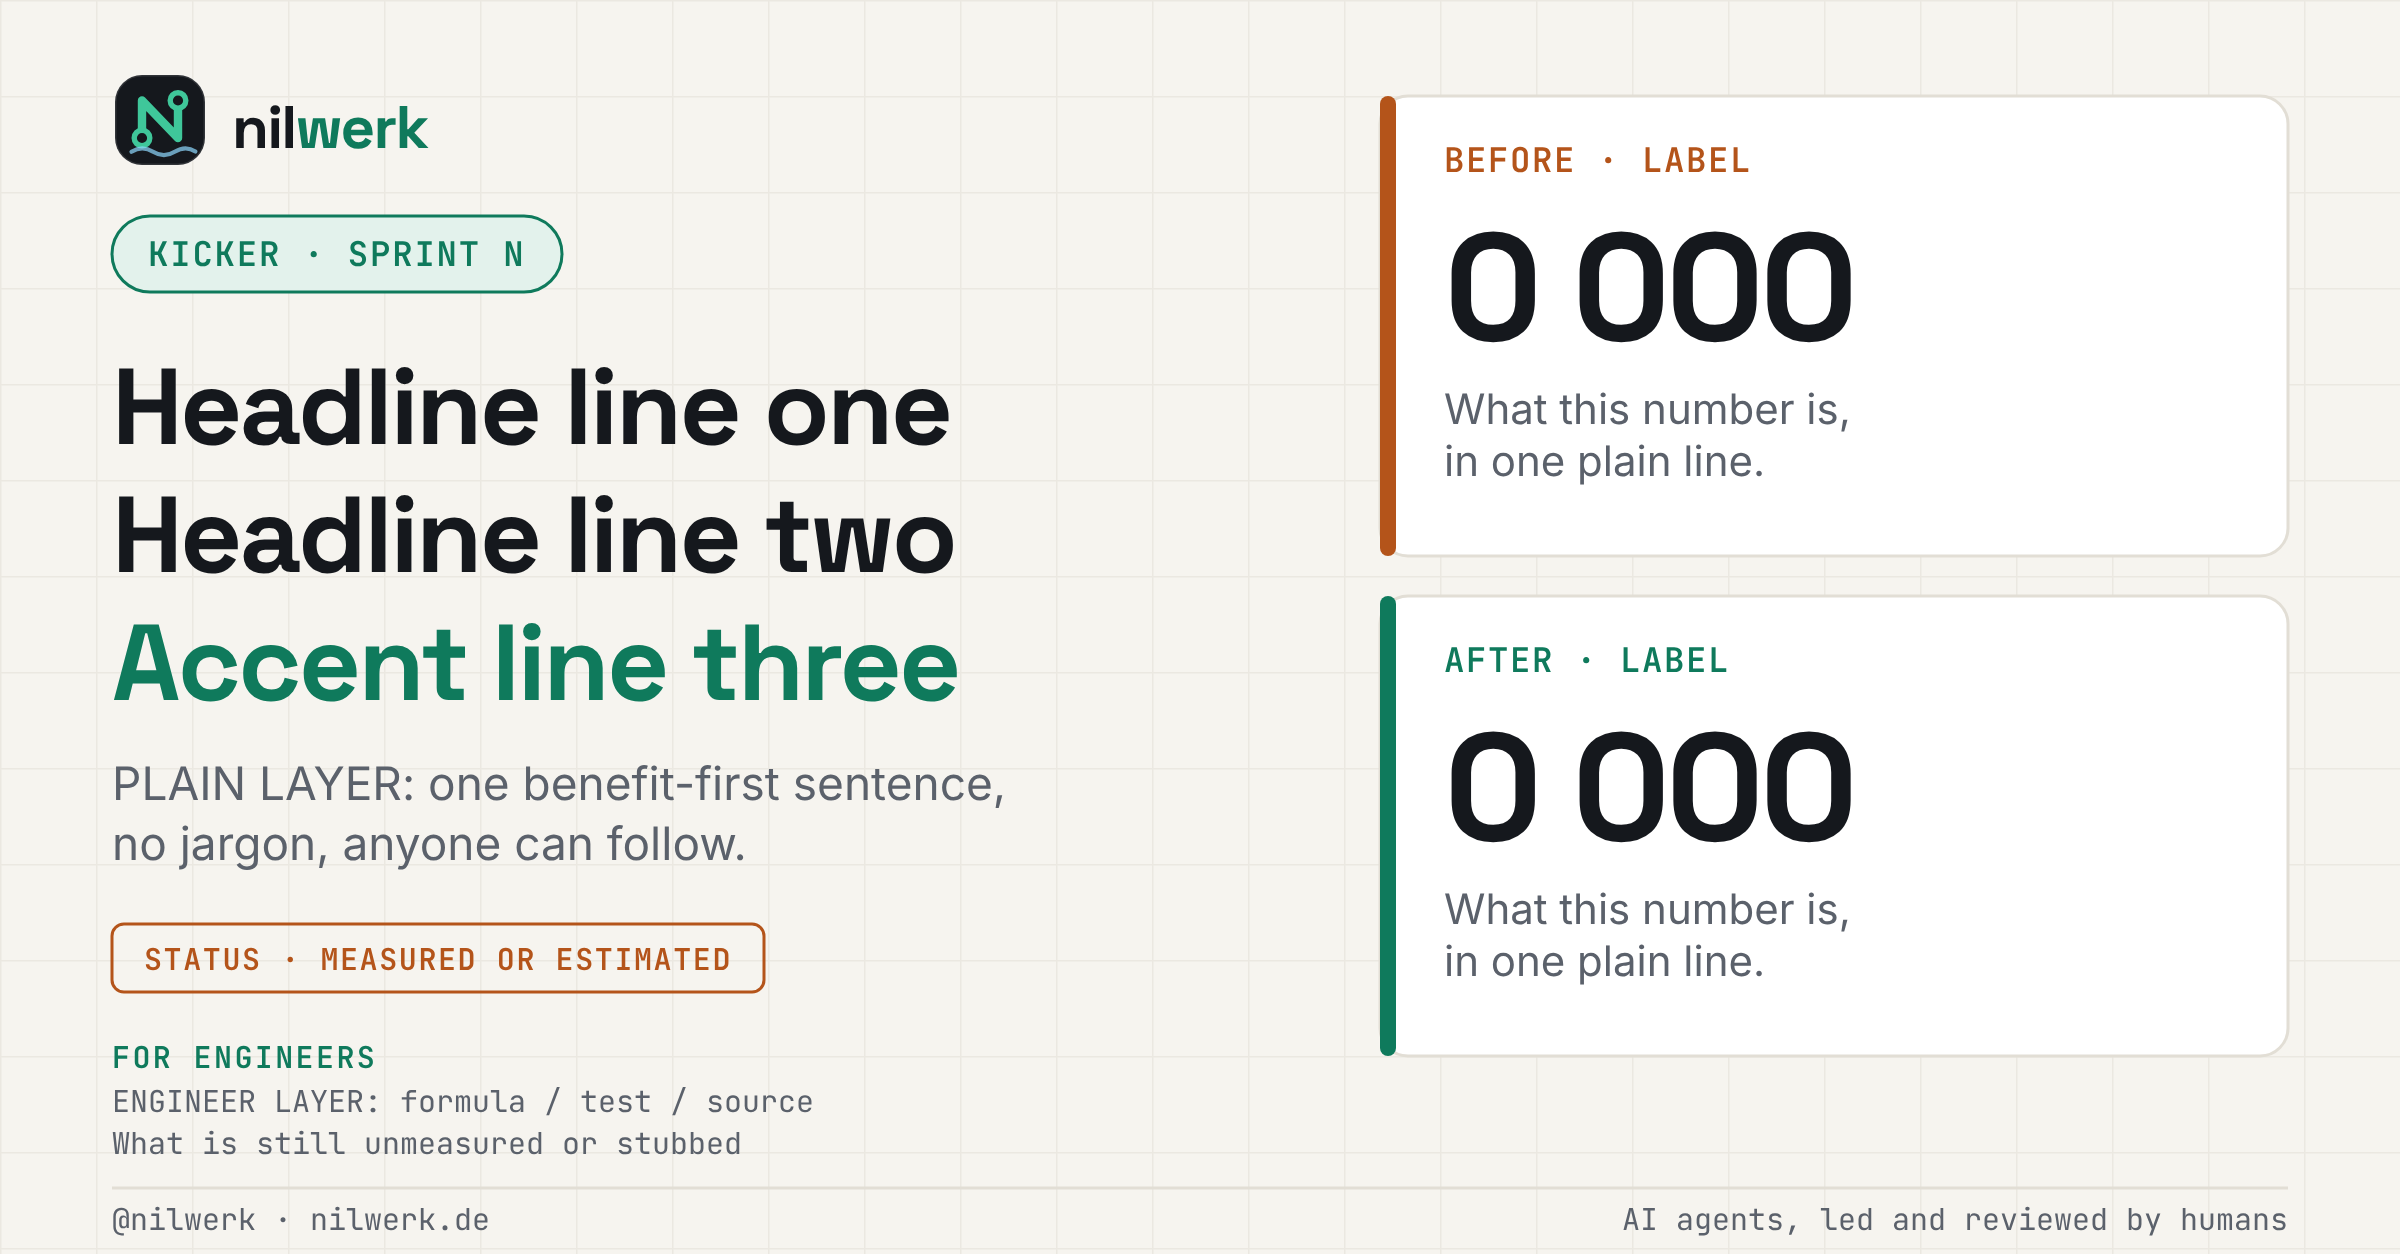 nilwerk
KICKER · SPRINT N
Headline line one
Headline line two
Accent line three
PLAIN LAYER: one benefit-first sentence,
no jargon, anyone can follow.
STATUS · MEASURED OR ESTIMATED
FOR ENGINEERS
ENGINEER LAYER: formula / test / source
What is still unmeasured or stubbed
BEFORE · LABEL
0 000
What this number is,
in one plain line.
AFTER · LABEL
0 000
What this number is,
in one plain line.
@nilwerk · nilwerk.de
AI agents, led and reviewed by humans